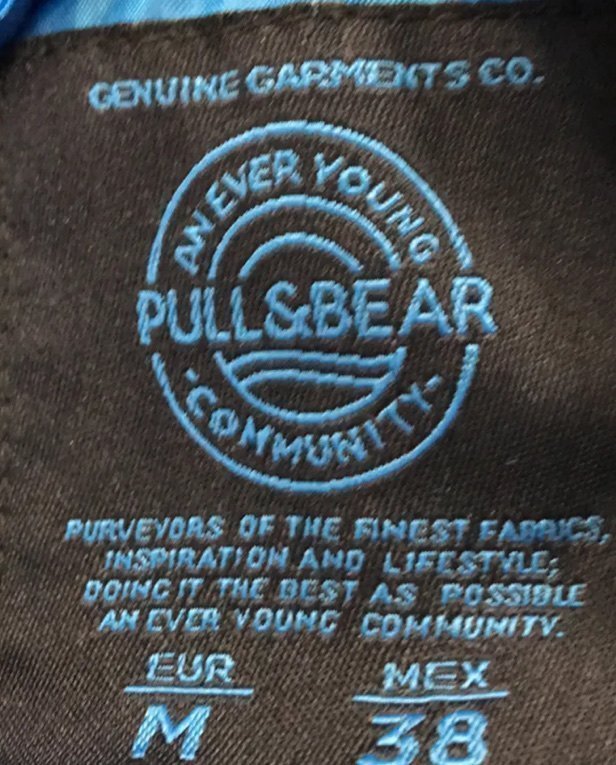 GENUINE GARMENTS CO.
AN EVER YOUNG
PULL&BEAR
-COMMUNITY-
PURVEYORS OF THE FINEST FABRICS,
INSPIRATION AND LIFESTYLE;
DOING IT THE BEST AS POSSIBLE
AN EVER YOUNG COMMUNITY.
EUR MEX
M 38